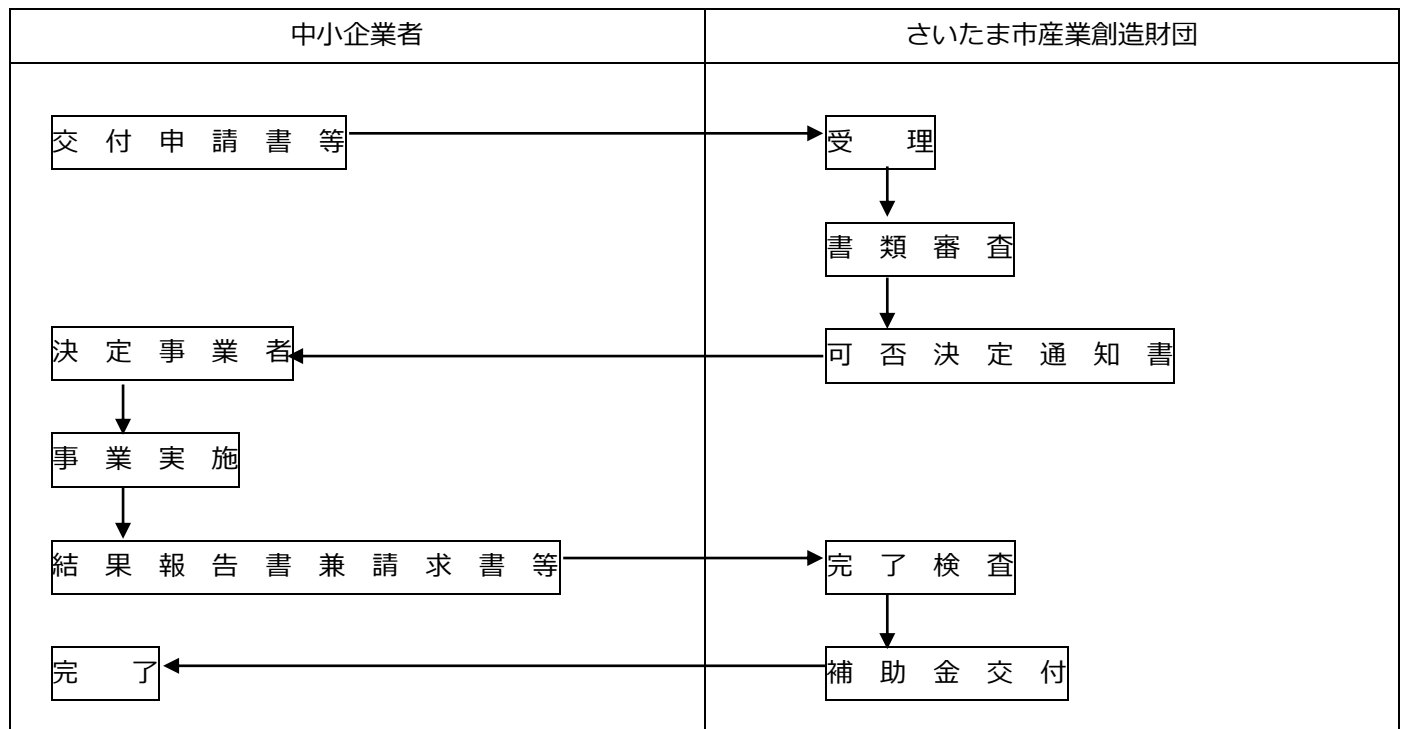 中小企業者
さいたま市産業創造財団
交付申請書等
受理
書類審査
決定事業者
可否決定通知書
事業実施
結果報告書兼請求書等
完了検査
完了
補助金交付